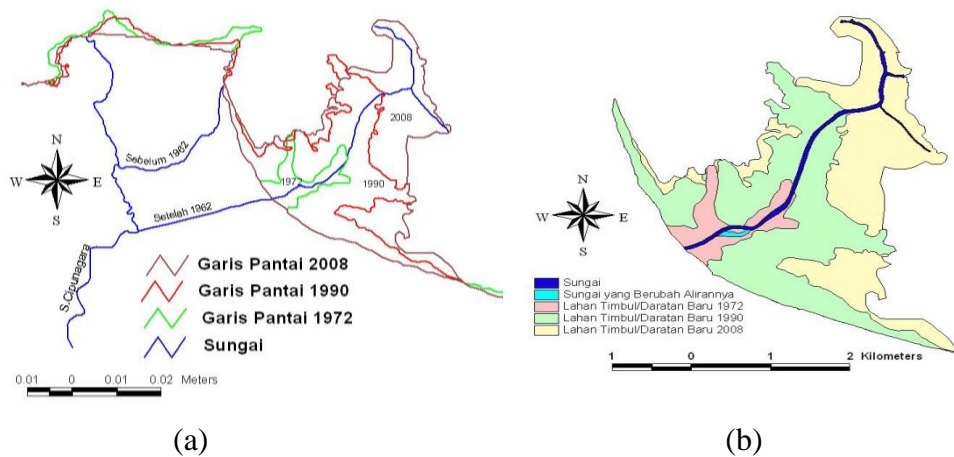 N
W E
S
Sebelum 1962
Setelah 1962
S.Cipunagara
1972
1990
2008
Garis Pantai 2008
Garis Pantai 1990
Garis Pantai 1972
Sungai
0.01 0 0.01 0.02 Meters
(a)
N
W E
S
Sungai
Sungai yang Berubah Alirannya
Lahan Timbul/Daratan Baru 1972
Lahan Timbul/Daratan Baru 1990
Lahan Timbul/Daratan Baru 2008
1 0 1 2 Kilometers
(b)